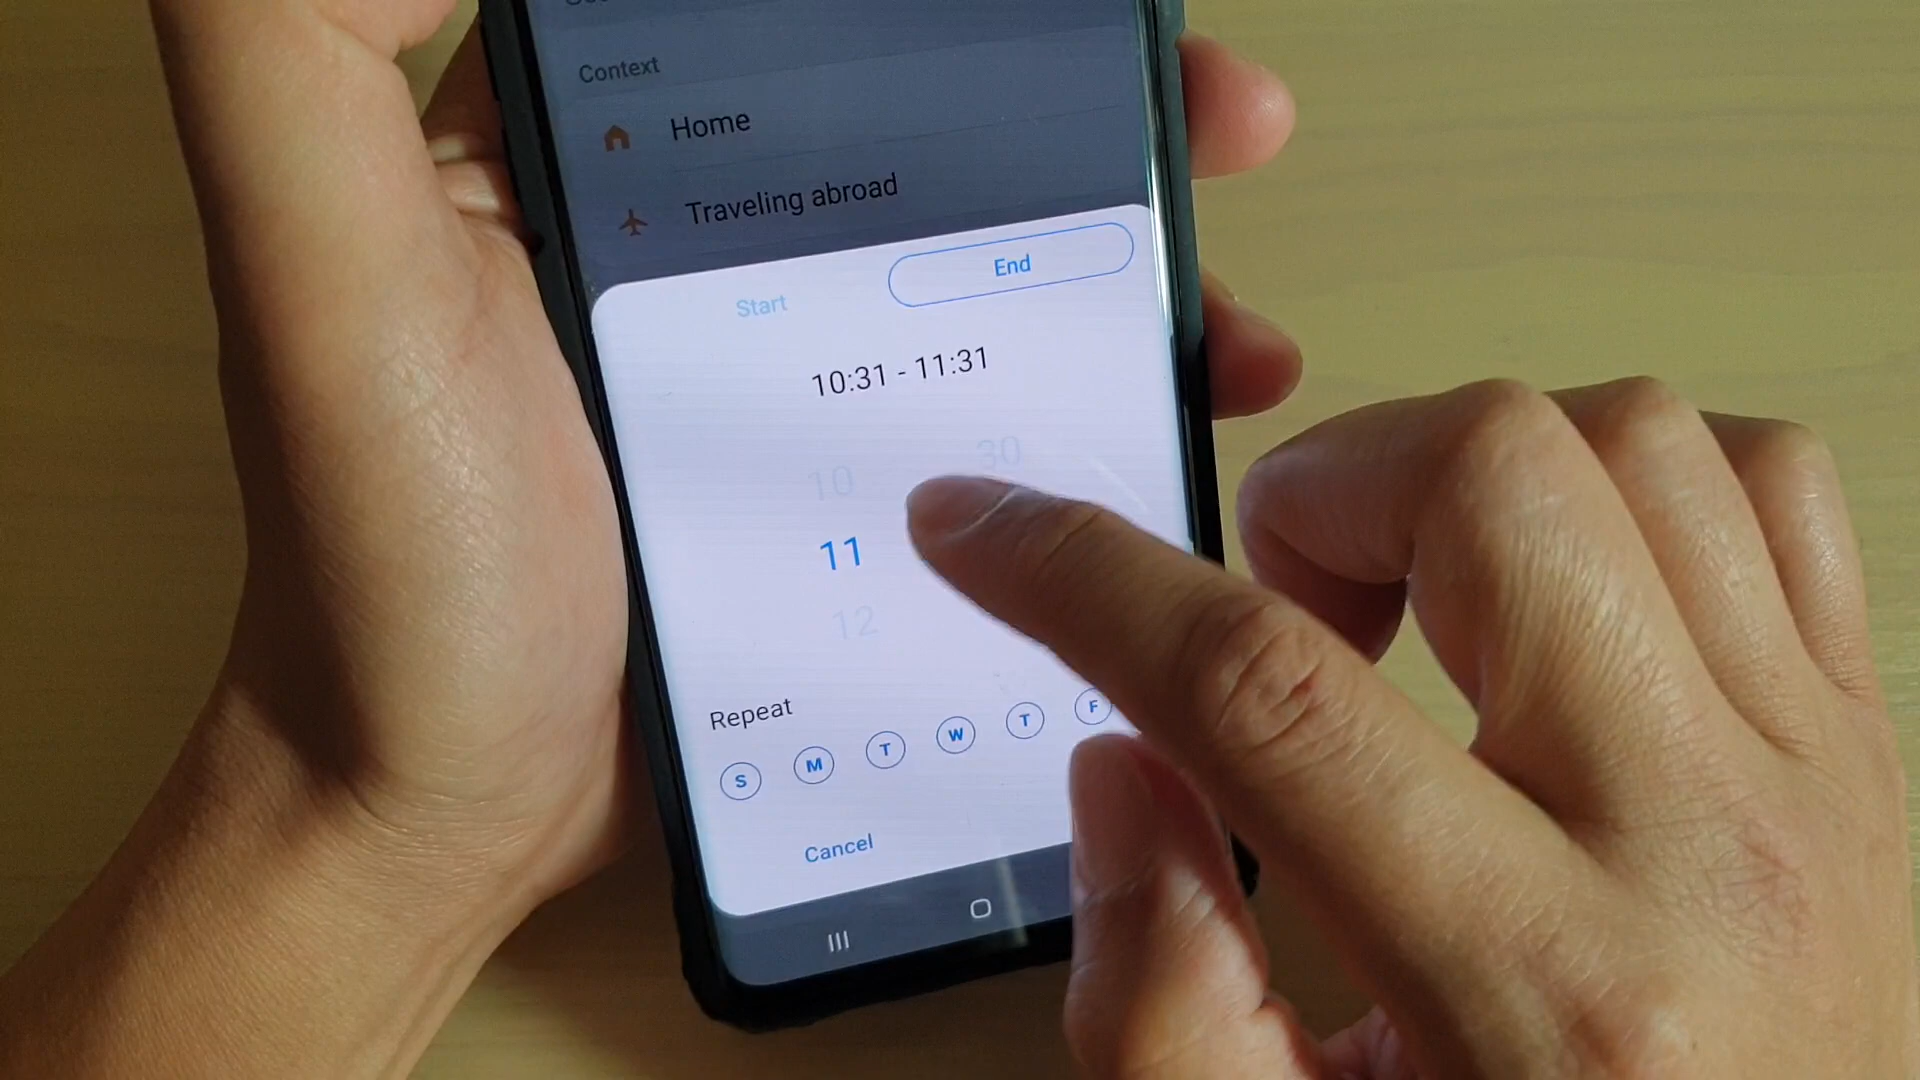 Context
Home
Traveling abroad
Start
End
10:31 - 11:31
10
30
11
12
Repeat
S M T W T F
Cancel